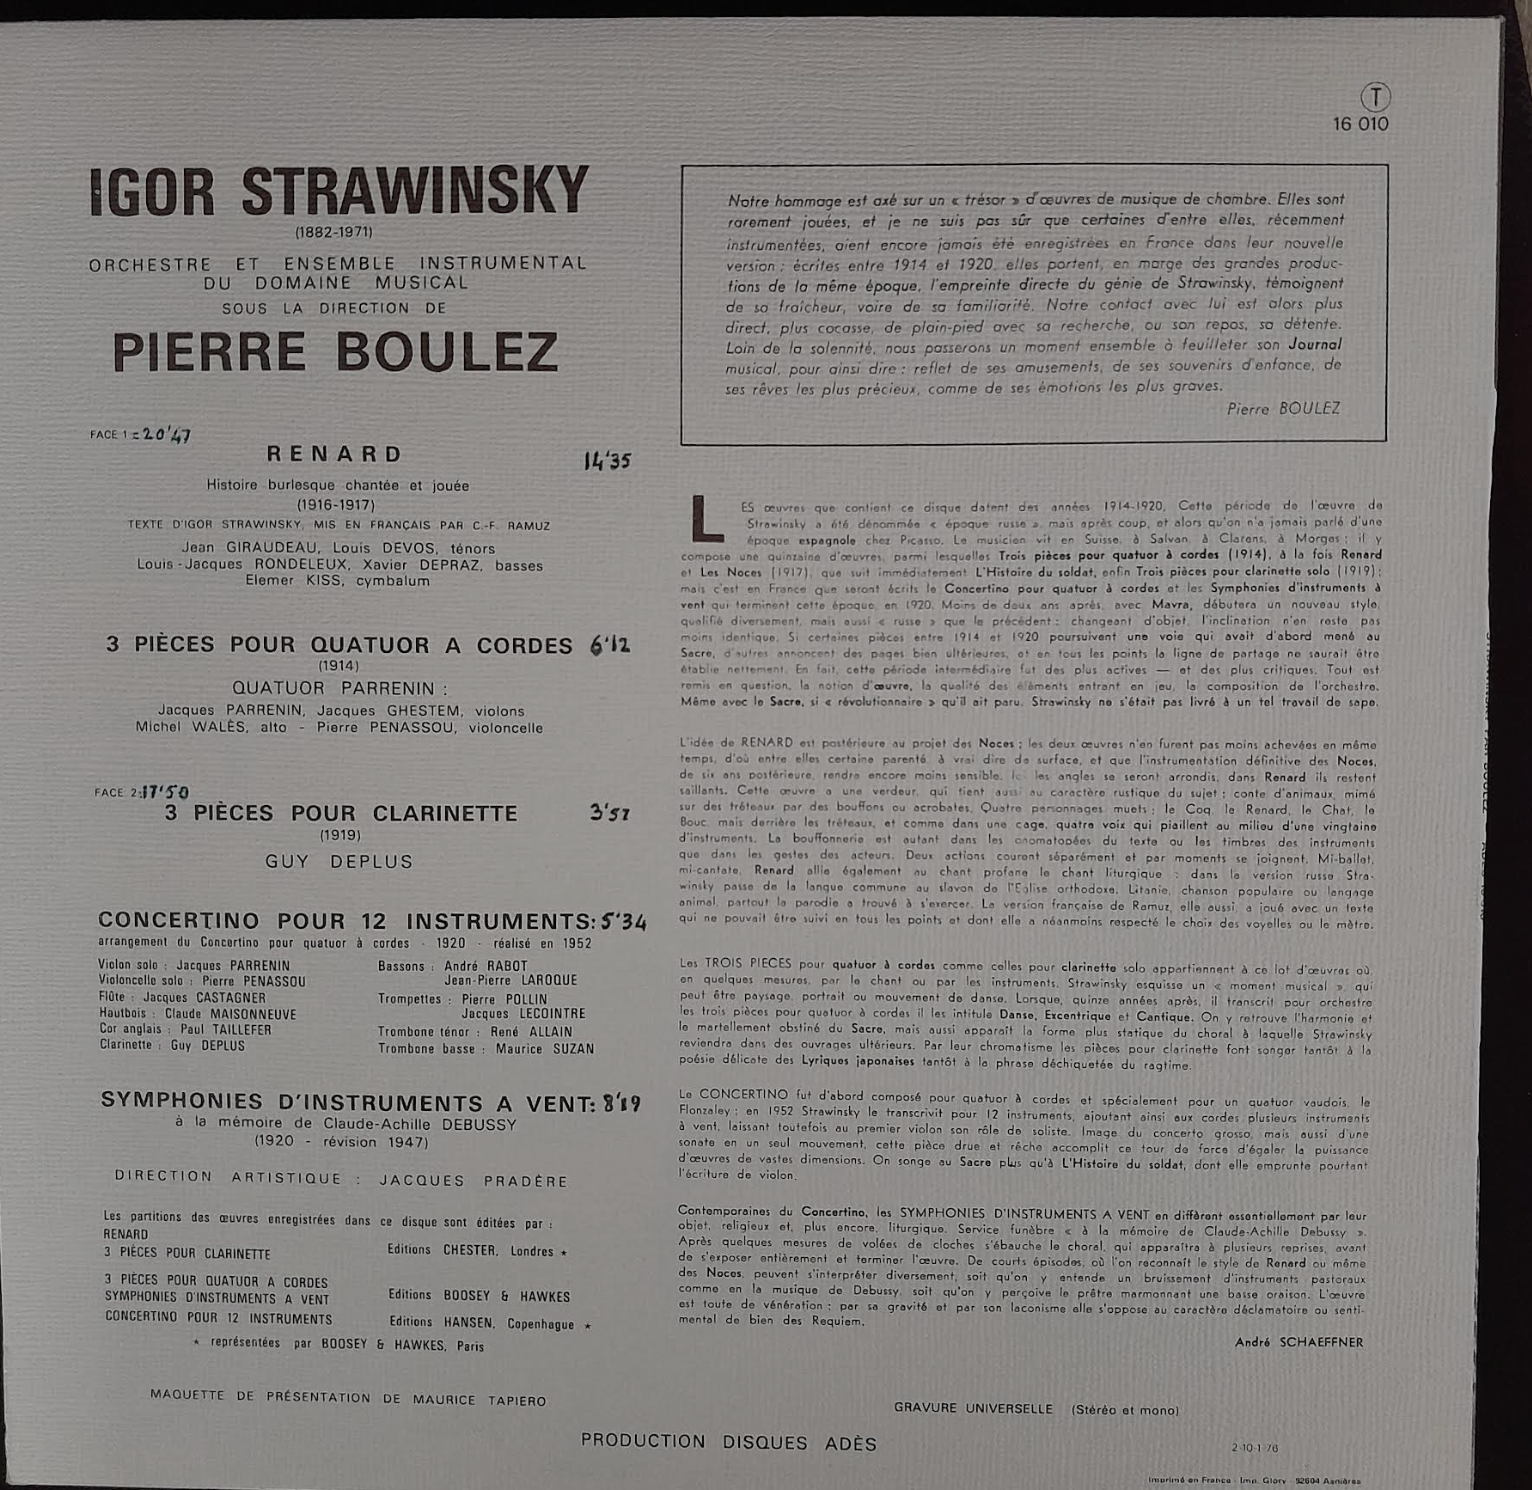 T
16 010
IGOR STRAWINSKY
(1882-1971)
ORCHESTRE ET ENSEMBLE INSTRUMENTAL
DU DOMAINE MUSICAL
SOUS LA DIRECTION DE
PIERRE BOULEZ
FACE 1 = 20'47
RENARD 14'35
Histoire burlesque chantée et jouée
(1916-1917)
TEXTE D'IGOR STRAWINSKY, MIS EN FRANÇAIS PAR C.-F. RAMUZ
Jean GIRAUDEAU, Louis DEVOS, ténors
Louis-Jacques RONDELEUX, Xavier DEPRAZ, basses
Elemer KISS, cymbalum
3 PIÈCES POUR QUATUOR A CORDES 6'12
(1914)
QUATUOR PARRENIN :
Jacques PARRENIN, Jacques GHESTEM, violons
Michel WALÈS, alto - Pierre PENASSOU, violoncelle
FACE 2: 17'50
3 PIÈCES POUR CLARINETTE 3'57
(1919)
GUY DEPLUS
CONCERTINO POUR 12 INSTRUMENTS: 5'34
arrangement du Concertino pour quatuor à cordes - 1920 - réalisé en 1952
Violon solo : Jacques PARRENIN
Violoncelle solo : Pierre PENASSOU
Flûte : Jacques CASTAGNER
Hautbois : Claude MAISONNEUVE
Cor anglais : Paul TAILLEFER
Clarinette : Guy DEPLUS
Bassons : André RABOT
Jean-Pierre LAROQUE
Trompettes : Pierre POLLIN
Jacques LECOINTRE
Trombone ténor : René ALLAIN
Trombone basse : Maurice SUZAN
SYMPHONIES D'INSTRUMENTS A VENT: 8'19
à la mémoire de Claude-Achille DEBUSSY
(1920 - révision 1947)
DIRECTION ARTISTIQUE : JACQUES PRADÈRE
Les partitions des œuvres enregistrées dans ce disque sont éditées par :
RENARD
3 PIÈCES POUR CLARINETTE
Editions CHESTER, Londres *
3 PIÈCES POUR QUATUOR A CORDES
SYMPHONIES D'INSTRUMENTS A VENT
Editions BOOSEY & HAWKES
CONCERTINO POUR 12 INSTRUMENTS
Editions HANSEN, Copenhague *
* représentées par BOOSEY & HAWKES, Paris
MAQUETTE DE PRÉSENTATION DE MAURICE TAPIERO
Notre hommage est axé sur un « trésor » d'œuvres de musique de chambre. Elles sont
rarement jouées, et je ne suis pas sûr que certaines d'entre elles, récemment
instrumentées, aient encore jamais été enregistrées en France dans leur nouvelle
version : écrites entre 1914 et 1920, elles portent, en marge des grandes produc-
tions de la même époque, l'empreinte directe du génie de Strawinsky, témoignent
de sa fraîcheur, voire de sa familiarité. Notre contact avec lui est alors plus
direct, plus cocasse, de plain-pied avec sa recherche, ou son repos, sa détente.
Loin de la solennité, nous passerons un moment ensemble à feuilleter son Journal
musical, pour ainsi dire : reflet de ses amusements, de ses souvenirs d'enfance, de
ses rêves les plus précieux, comme de ses émotions les plus graves.
Pierre BOULEZ
LES œuvres que contient ce disque datent des années 1914-1920. Cette période de l'œuvre de
Strawinsky a été dénommée « époque russe », mais après coup, et alors qu'on n'a jamais parlé d'une
époque espagnole chez Picasso. Le musicien vit en Suisse, à Salvan, à Clarens, à Morges ; il y
compose une quinzaine d'œuvres, parmi lesquelles Trois pièces pour quatuor à cordes (1914), à la fois Renard
et Les Noces (1917), que suit immédiatement L'Histoire du soldat, enfin Trois pièces pour clarinette solo (1919) ;
mais c'est en France que seront écrits le Concertino pour quatuor à cordes et les Symphonies d'instruments à
vent qui terminent cette époque, en 1920. Moins de deux ans après, avec Mavra, débutera un nouveau style,
qualifié diversement, mais aussi « russe » que le précédent : changeant d'objet, l'inclination n'en reste pas
moins identique. Si certaines pièces entre 1914 et 1920 poursuivent une voie qui avait d'abord mené au
Sacre, d'autres annoncent des pages bien ultérieures, et en tous les points la ligne de partage ne saurait être
établie nettement. En fait, cette période intermédiaire fut des plus actives — et des plus critiques. Tout est
remis en question, la notion d'œuvre, la qualité des éléments entrant en jeu, la composition de l'orchestre.
Même avec le Sacre, si « révolutionnaire » qu'il ait paru, Strawinsky ne s'était pas livré à un tel travail de sape.
L'idée de RENARD est postérieure au projet des Noces ; les deux œuvres n'en furent pas moins achevées en même
temps, d'où entre elles certaine parenté, à vrai dire de surface, et que l'instrumentation définitive des Noces,
de six ans postérieure, rendra encore moins sensible. les angles se seront arrondis, dans Renard ils restent
saillants. Cette œuvre a une verdeur, qui tient aussi au caractère rustique du sujet : conte d'animaux, mimé
sur des tréteaux par des bouffons ou acrobates. Quatre personnages muets : le Coq, le Renard, le Chat, le
Bouc, mais derrière les tréteaux, et comme dans une cage, quatre voix qui piaillent au milieu d'une vingtaine
d'instruments. La bouffonnerie est autant dans les onomatopées du texte ou les timbres des instruments
que dans les gestes des acteurs. Deux actions courent séparément et par moments se joignent. Mi-ballet,
mi-cantate, Renard allie également au chant profane le chant liturgique : dans la version russe Stra-
winsky passe de la langue commune au slavon de l'Eglise orthodoxe. Litanie, chanson populaire ou langage
animal, partout la parodie a trouvé à s'exercer. La version française de Ramuz, elle aussi, a joué avec un texte
qui ne pouvait être suivi en tous les points et dont elle a néanmoins respecté le choix des voyelles ou le mètre.
Les TROIS PIECES pour quatuor à cordes comme celles pour clarinette solo appartiennent à ce lot d'œuvres où,
en quelques mesures, par le chant ou par les instruments, Strawinsky esquisse un « moment musical », qui
peut être paysage, portrait ou mouvement de danse. Lorsque, quinze années après, il transcrit pour orchestre
les trois pièces pour quatuor à cordes il les intitule Danse, Excentrique et Cantique. On y retrouve l'harmonie et
le martellement obstiné du Sacre, mais aussi apparaît la forme plus statique du choral à laquelle Strawinsky
reviendra dans des ouvrages ultérieurs. Par leur chromatisme les pièces pour clarinette font songer tantôt à la
poésie délicate des Lyriques japonaises tantôt à la phrase déchiquetée du ragtime.
Le CONCERTINO fut d'abord composé pour quatuor à cordes et spécialement pour un quatuor vaudois, le
Flonzaley ; en 1952 Strawinsky le transcrivit pour 12 instruments, ajoutant ainsi aux cordes plusieurs instruments
à vent, laissant toutefois au premier violon son rôle de soliste. Image du concerto grosso, mais aussi d'une
sonate en un seul mouvement, cette pièce drue et rêche accomplit ce tour de force d'égaler la puissance
d'œuvres de vastes dimensions. On songe au Sacre plus qu'à L'Histoire du soldat, dont elle emprunte pourtant
l'écriture de violon.
Contemporaines du Concertino, les SYMPHONIES D'INSTRUMENTS A VENT en diffèrent essentiellement par leur
objet, religieux et, plus encore, liturgique. Service funèbre « à la mémoire de Claude-Achille Debussy ».
Après quelques mesures de volées de cloches s'ébauche le choral, qui apparaîtra à plusieurs reprises, avant
de s'exposer entièrement et terminer l'œuvre. De courts épisodes, où l'on reconnaît le style de Renard ou même
des Noces, peuvent s'interpréter diversement, soit qu'on y entende un bruissement d'instruments pastoraux
comme en la musique de Debussy, soit qu'on y perçoive le prêtre marmonnant une basse oraison. L'œuvre
est toute de vénération : par sa gravité et par son laconisme elle s'oppose au caractère déclamatoire ou senti-
mental de bien des Requiem.
André SCHAEFFNER
GRAVURE UNIVERSELLE (Stéréo et mono)
PRODUCTION DISQUES ADÈS
2-10-1-76
Imprimé en France - Imp. Glory - 92604 Asnières